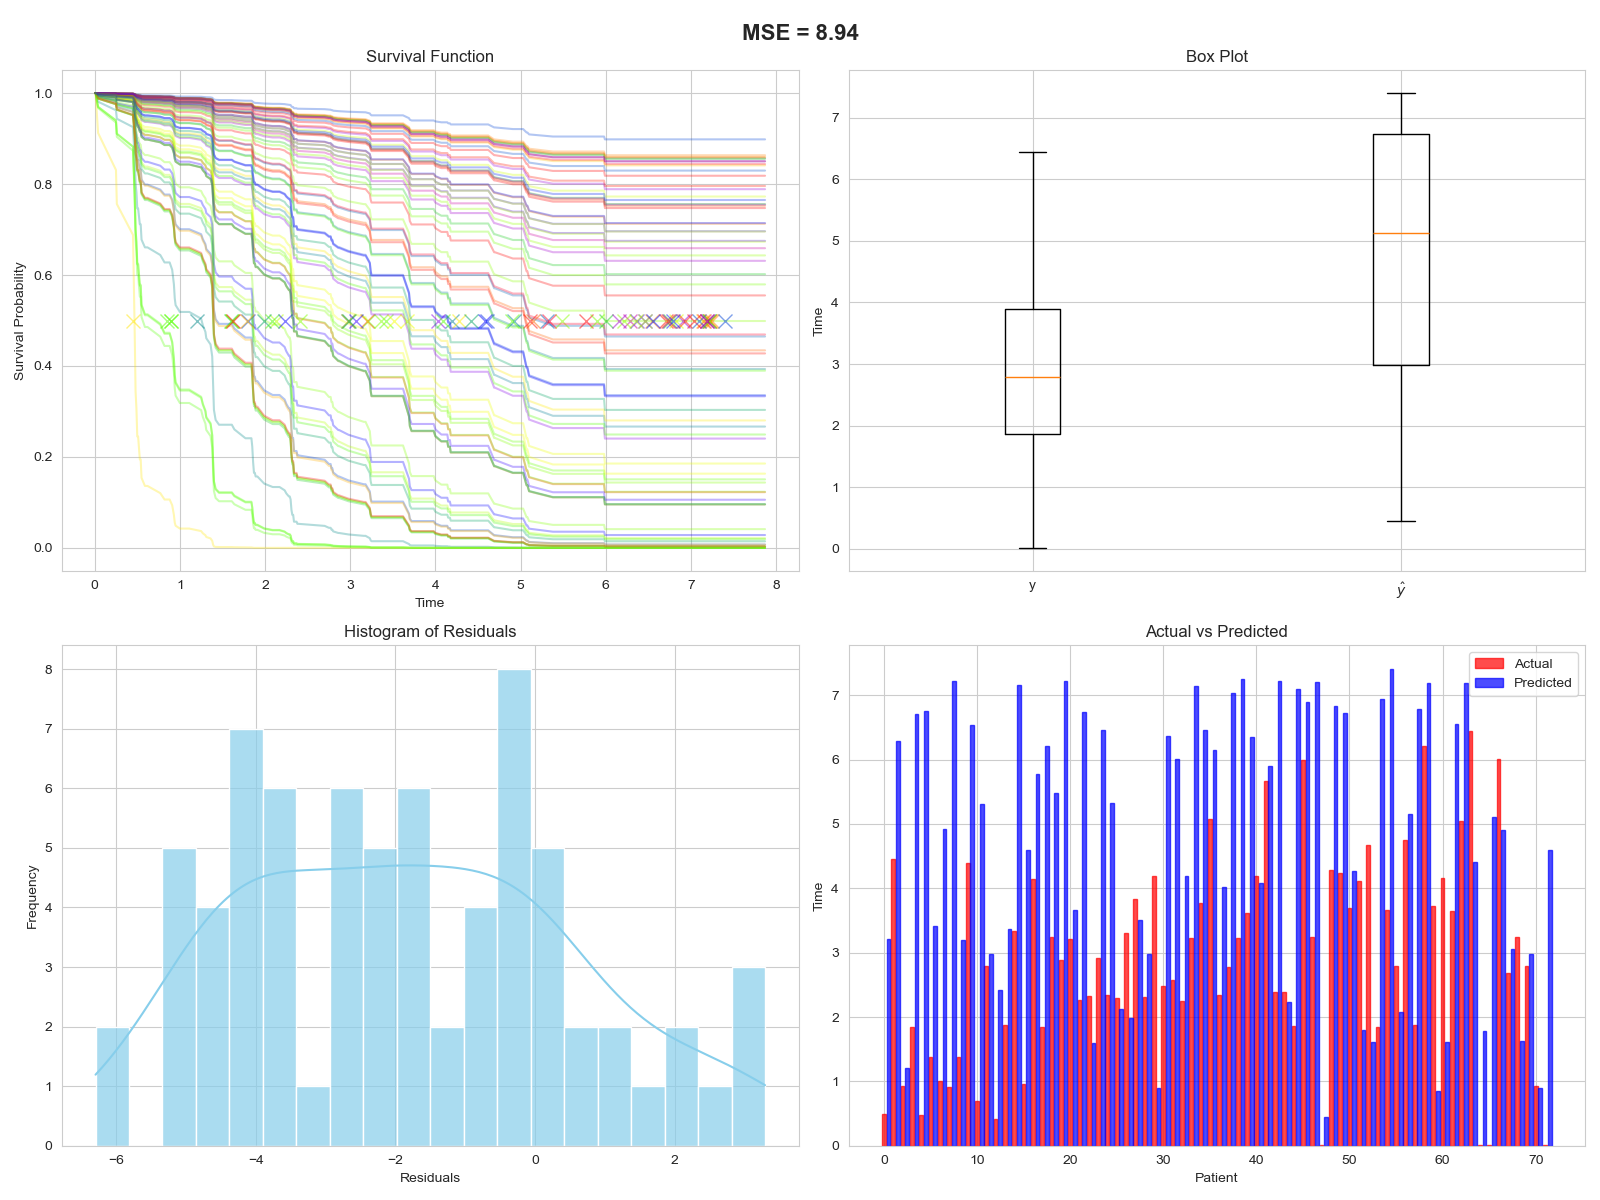 MSE = 8.94
Survival Function
Survival Probability
1.0
0.8
0.6
0.4
0.2
0.0
0 1 2 3 4 5 6 7 8
Time
Box Plot
Time
7
6
5
4
3
2
1
0
y ŷ
Histogram of Residuals
Frequency
8
7
6
5
4
3
2
1
0
−6 −4 −2 0 2
Residuals
Actual vs Predicted
Actual
Predicted
Time
7
6
5
4
3
2
1
0
0 10 20 30 40 50 60 70
Patient